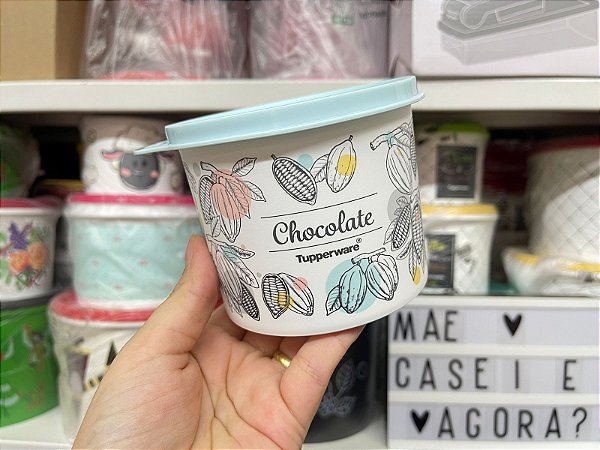 Chocolate
Tupperware®
MAE ♥
CASEI E
♥AGORA?